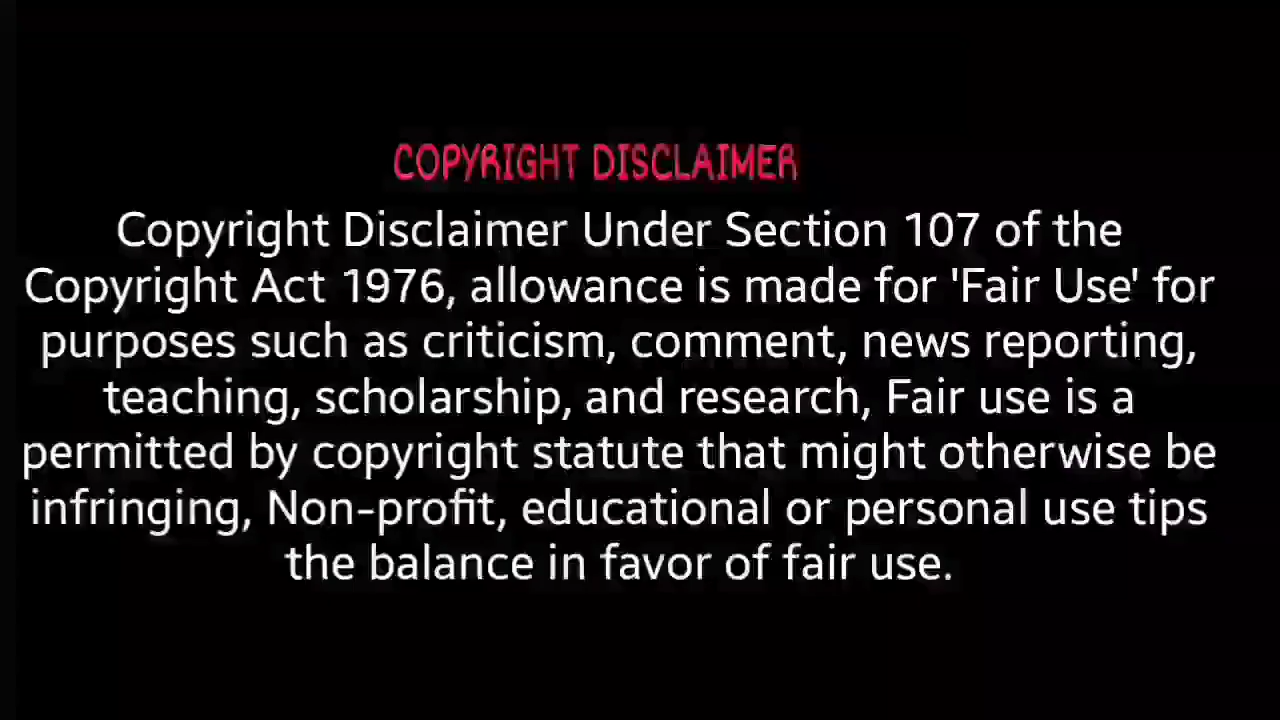 COPYRIGHT DISCLAIMER
Copyright Disclaimer Under Section 107 of the
Copyright Act 1976, allowance is made for 'Fair Use' for
purposes such as criticism, comment, news reporting,
teaching, scholarship, and research, Fair use is a
permitted by copyright statute that might otherwise be
infringing, Non-profit, educational or personal use tips
the balance in favor of fair use.